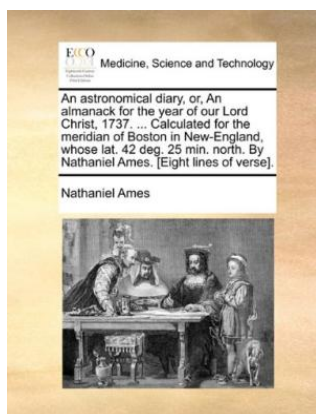 ECCO
Medicine, Science and Technology
An astronomical diary, or, An
almanack for the year of our Lord
Christ, 1737. ... Calculated for the
meridian of Boston in New-England,
whose lat. 42 deg. 25 min. north. By
Nathaniel Ames. [Eight lines of verse].
Nathaniel Ames